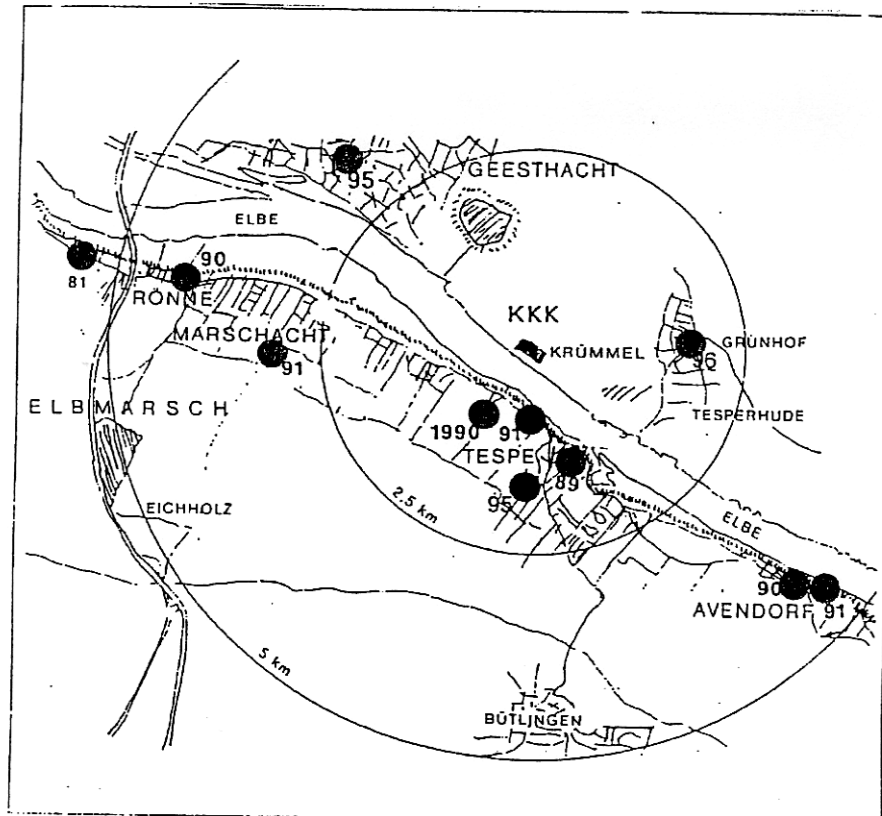 GEESTHACHT
95
ELBE
90
81
RÖNNE
KKK
MARSCHACHT
KRÜMMEL
GRÜNHOF
91
96
ELBMARSCH
TESPERHUDE
1990
91
TESPE
89
95
EICHHOLZ
2,5 km
ELBE
90
AVENDORF
91
5 km
BÜTLINGEN